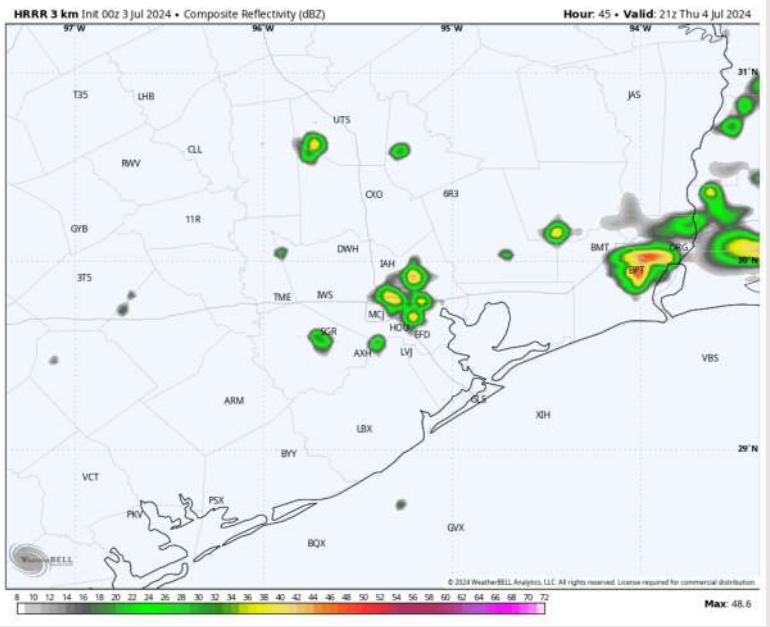 HRRR 3 km Init 00z 3 Jul 2024 • Composite Reflectivity (dBZ) Hour: 45 • Valid: 21z Thu 4 Jul 2024
97°W 96°W 95°W 94°W
31°N
T35 LHB JAS
UTS
CLL
RWV
CXO 6R3
11R
GYB
DWH BMT ORG
IAH 30°N
BPT
3T5
TME IWS
MCJ
SGR HOU EFD
AXH LVJ
VBS
ARM GLS
XIH
LBX
BYY 29°N
VCT
PSX
PKV
GVX
BQX
WeatherBELL
© 2024 WeatherBELL Analytics, LLC. All rights reserved. License required for commercial distribution.
8 10 12 14 16 18 20 22 24 26 28 30 32 34 36 38 40 42 44 46 48 50 52 54 56 58 60 62 64 66 68 70 72
Max: 48.6